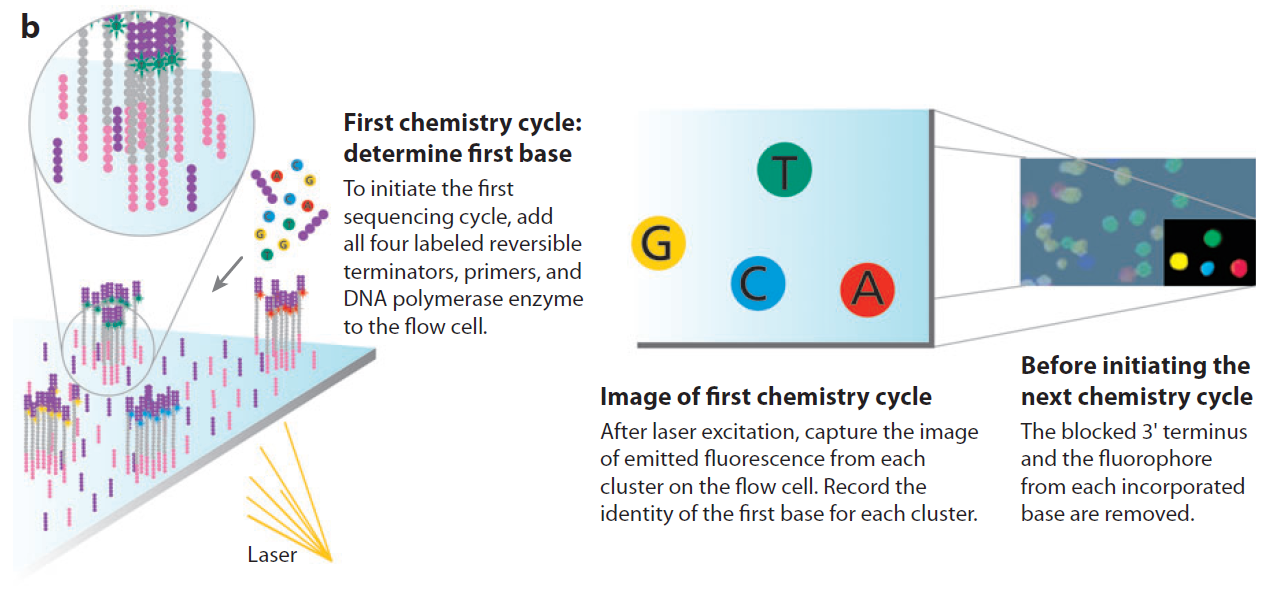 b
First chemistry cycle:
determine first base
To initiate the first
sequencing cycle, add
all four labeled reversible
terminators, primers, and
DNA polymerase enzyme
to the flow cell.
C
G
C
C
T
G
G
Laser
T
G
C
A
Image of first chemistry cycle
After laser excitation, capture the image
of emitted fluorescence from each
cluster on the flow cell. Record the
identity of the first base for each cluster.
Before initiating the
next chemistry cycle
The blocked 3' terminus
and the fluorophore
from each incorporated
base are removed.